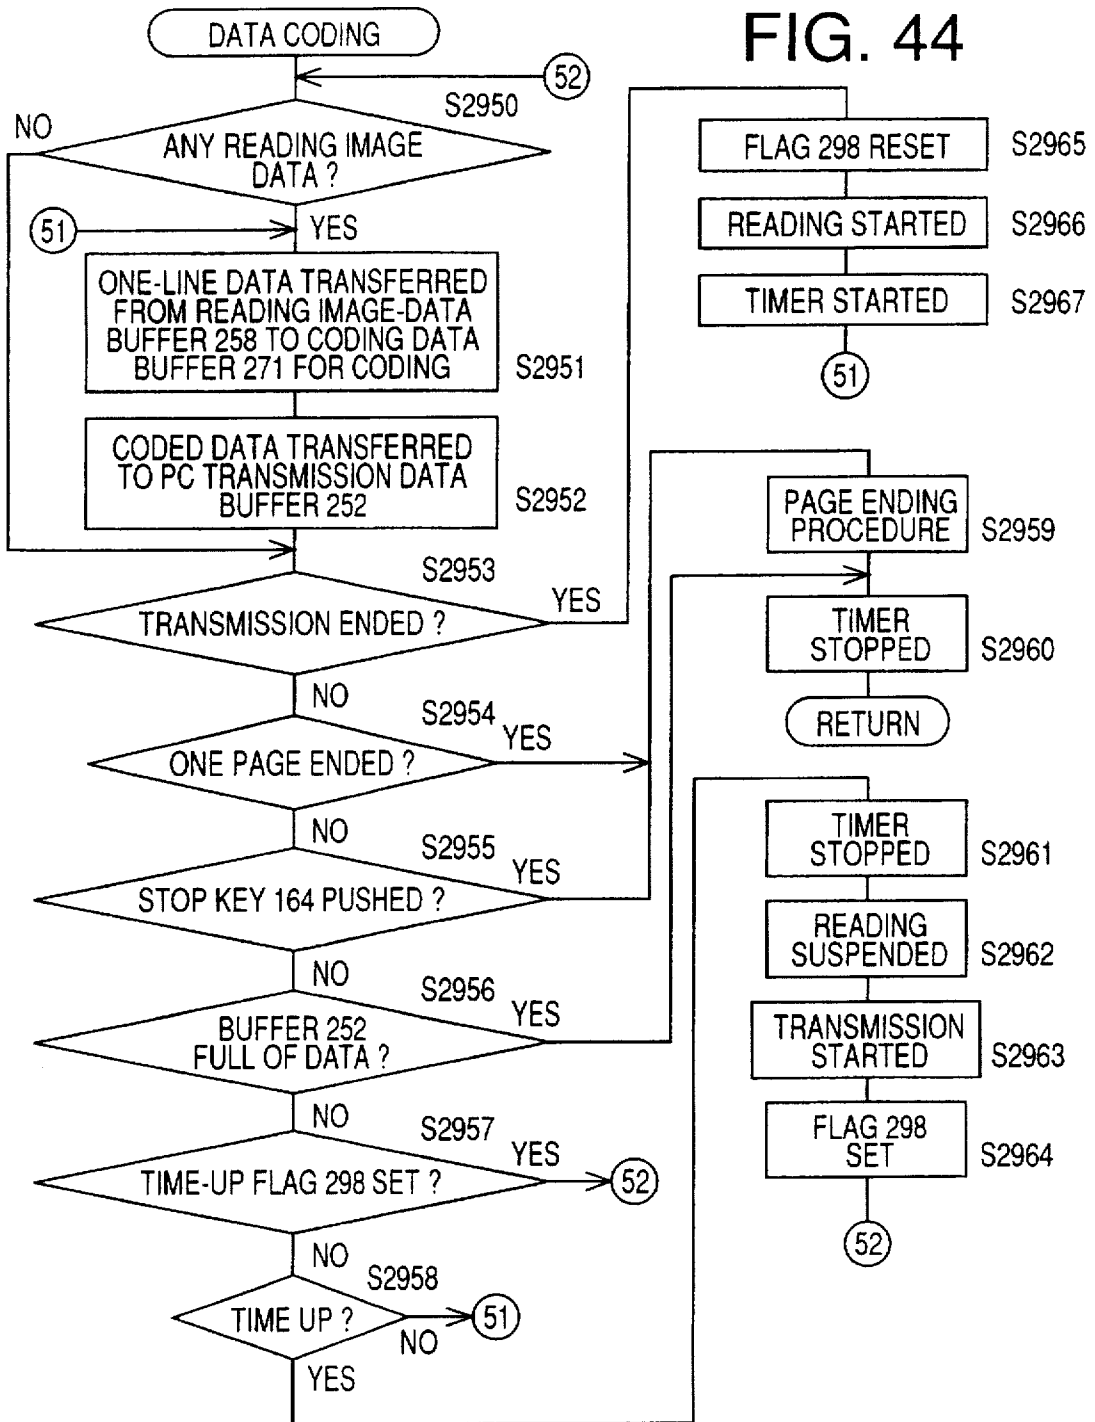 FIG. 44
DATA CODING
52
S2950
NO
ANY READING IMAGE
DATA ?
51
YES
ONE-LINE DATA TRANSFERRED
FROM READING IMAGE-DATA
BUFFER 258 TO CODING DATA
BUFFER 271 FOR CODING
S2951
CODED DATA TRANSFERRED
TO PC TRANSMISSION DATA
BUFFER 252
S2952
S2953
TRANSMISSION ENDED ?
YES
NO
S2954
ONE PAGE ENDED ?
YES
NO
S2955
STOP KEY 164 PUSHED ?
YES
NO
S2956
BUFFER 252
FULL OF DATA ?
YES
NO
S2957
TIME-UP FLAG 298 SET ?
YES
52
NO
S2958
TIME UP ?
NO
51
YES
FLAG 298 RESET
S2965
READING STARTED
S2966
TIMER STARTED
S2967
51
PAGE ENDING
PROCEDURE
S2959
TIMER
STOPPED
S2960
RETURN
TIMER
STOPPED
S2961
READING
SUSPENDED
S2962
TRANSMISSION
STARTED
S2963
FLAG 298
SET
S2964
52